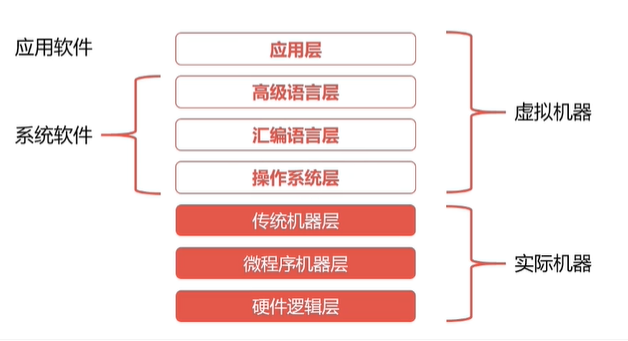 应用软件
应用层
高级语言层
虚拟机器
系统软件
汇编语言层
操作系统层
传统机器层
微程序机器层
实际机器
硬件逻辑层